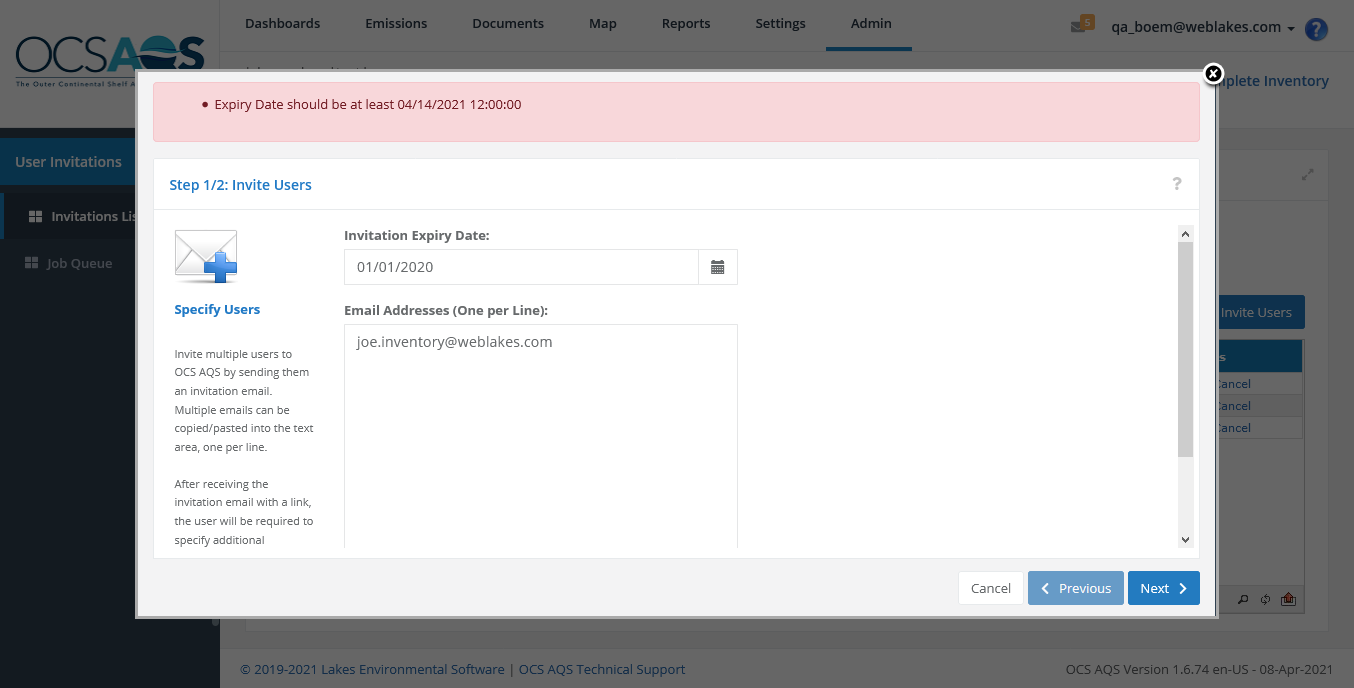 Dashboards
Emissions
Documents
Map
Reports
Settings
Admin
5
qa_boem@weblakes.com
?
OCSAQS
The Outer Continental Shelf A
plete Inventory
User Invitations
Invitations Lis
Job Queue
• Expiry Date should be at least 04/14/2021 12:00:00
Step 1/2: Invite Users
?
Specify Users
Invite multiple users to
OCS AQS by sending them
an invitation email.
Multiple emails can be
copied/pasted into the text
area, one per line.
After receiving the
invitation email with a link,
the user will be required to
specify additional
Invitation Expiry Date:
01/01/2020
Email Addresses (One per Line):
joe.inventory@weblakes.com
Invite Users
s
Cancel
Cancel
Cancel
Cancel
Previous
Next
© 2019-2021 Lakes Environmental Software | OCS AQS Technical Support
OCS AQS Version 1.6.74 en-US - 08-Apr-2021